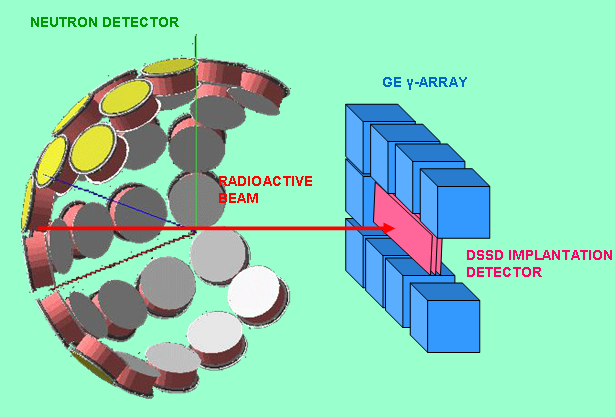 NEUTRON DETECTOR
GE γ-ARRAY
RADIOACTIVE
BEAM
DSSD IMPLANTATION
DETECTOR